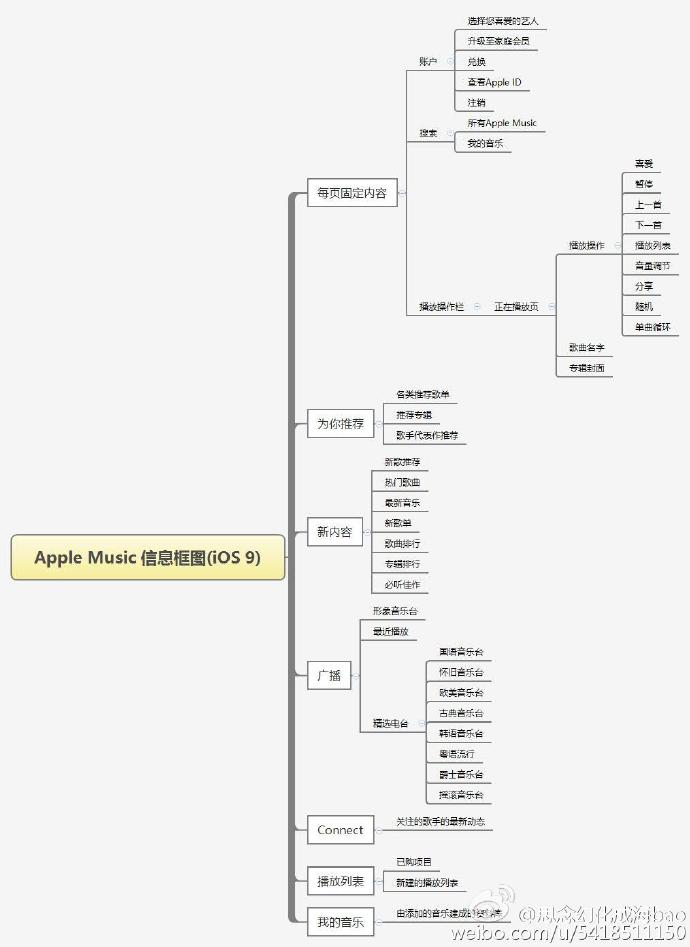 Apple Music 信息框图(iOS 9)
每页固定内容
账户
选择您喜爱的艺人
升级至家庭会员
兑换
查看Apple ID
注销
搜索
所有Apple Music
我的音乐
播放操作栏
正在播放页
播放操作
喜爱
暂停
上一首
下一首
播放列表
音量调节
分享
随机
单曲循环
歌曲名字
专辑封面
为你推荐
各类推荐歌单
推荐专辑
歌手代表作推荐
新内容
新歌推荐
热门歌曲
最新音乐
新歌单
歌曲排行
专辑排行
必听佳作
广播
形象音乐台
最近播放
精选电台
国语音乐台
怀旧音乐台
欧美音乐台
古典音乐台
韩语音乐台
粤语流行
爵士音乐台
摇滚音乐台
Connect
关注的歌手的最新动态
播放列表
已购项目
新建的播放列表
我的音乐
由添加的音乐建成的资料库
@思念幻化成海bao
weibo.com/u/5418511150